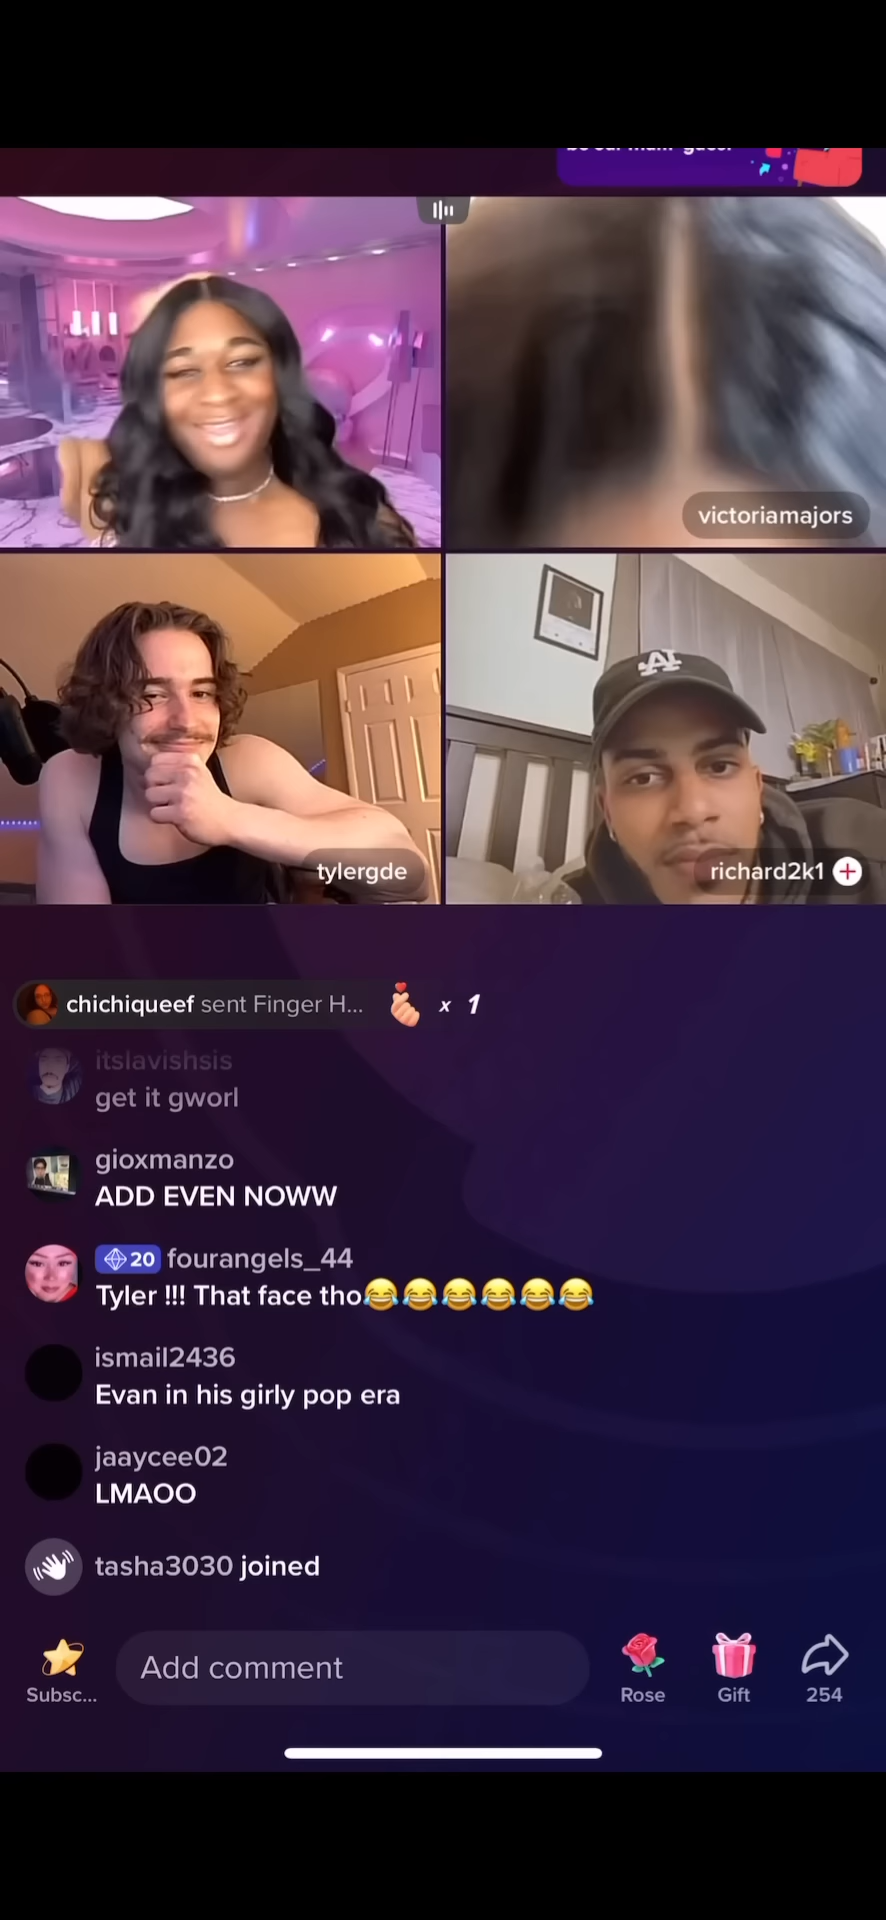 victoriamajors
tylergde
richard2k1
chichiqueef sent Finger H... x 1
itslavishsis
get it gworl
gioxmanzo
ADD EVEN NOWW
20 fourangels_44
Tyler !!! That face tho😂😂😂😂😂😂
ismail2436
Evan in his girly pop era
jaaycee02
LMAOO
tasha3030 joined
Add comment
Subsc...
Rose
Gift
254